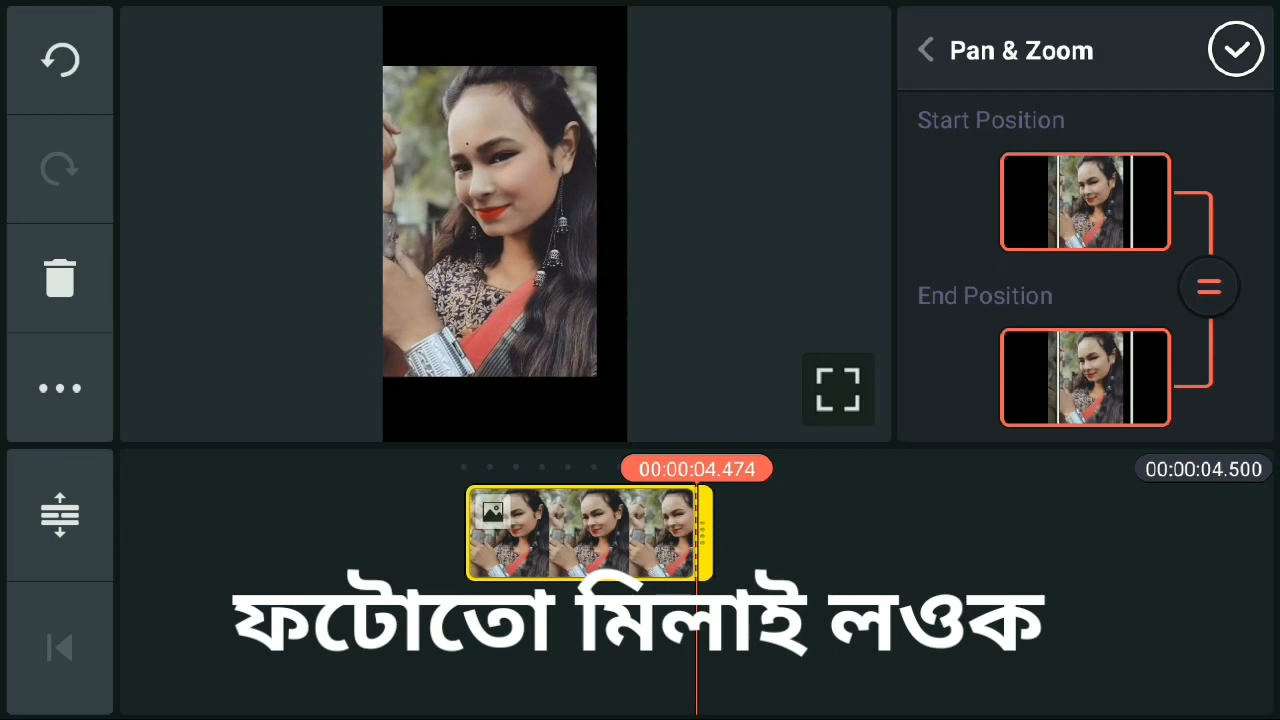 Pan & Zoom
Start Position
End Position
00:00:04.474
00:00:04.500
ফটোতো মিলাই লওক